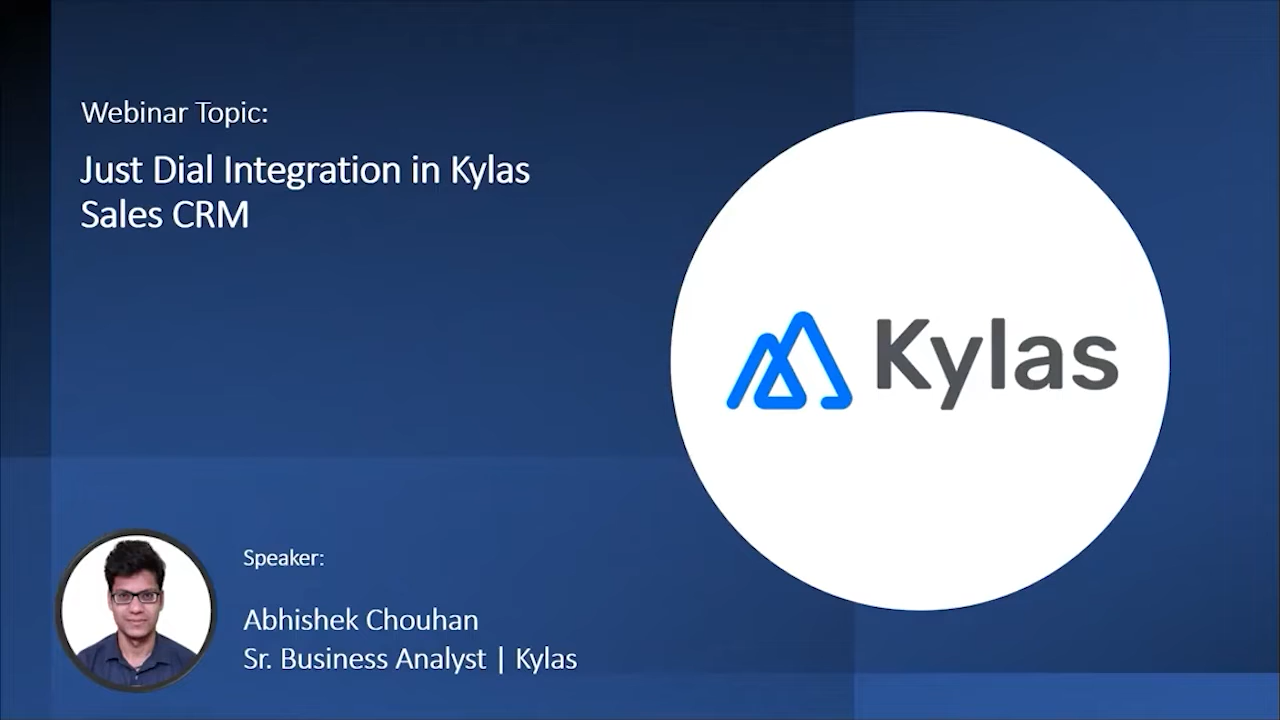 Webinar Topic:
Just Dial Integration in Kylas
Sales CRM
Kylas
Speaker:
Abhishek Chouhan
Sr. Business Analyst | Kylas